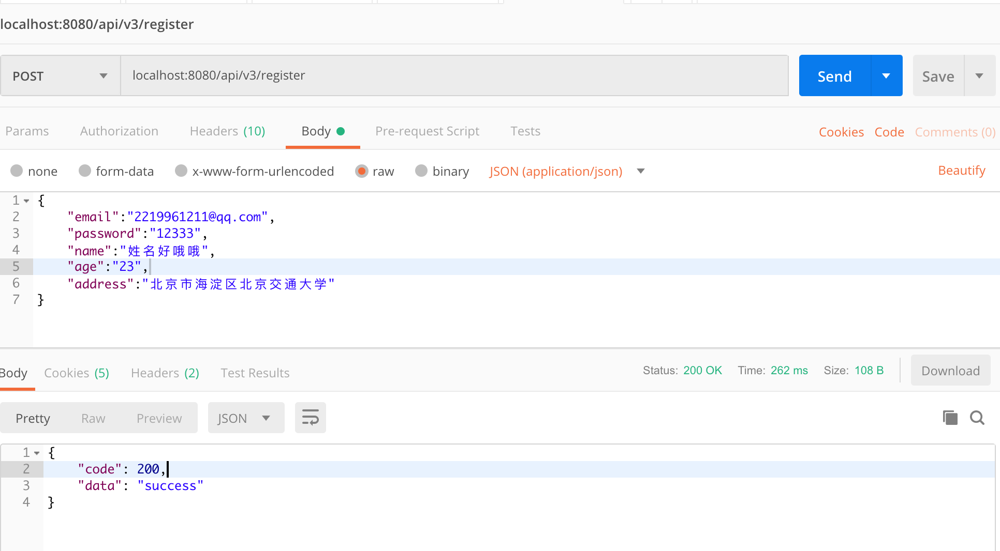 localhost:8080/api/v3/register
POST localhost:8080/api/v3/register Send Save
Params Authorization Headers (10) Body Pre-request Script Tests Cookies Code Comments (0)
none form-data x-www-form-urlencoded raw binary JSON (application/json) Beautify
1 {
2 "email":"2219961211@qq.com",
3 "password":"12333",
4 "name":"姓名好哦哦",
5 "age":"23",
6 "address":"北京市海淀区北京交通大学"
7 }
Body Cookies (5) Headers (2) Test Results Status: 200 OK Time: 262 ms Size: 108 B Download
Pretty Raw Preview JSON
1 {
2 "code": 200,
3 "data": "success"
4 }